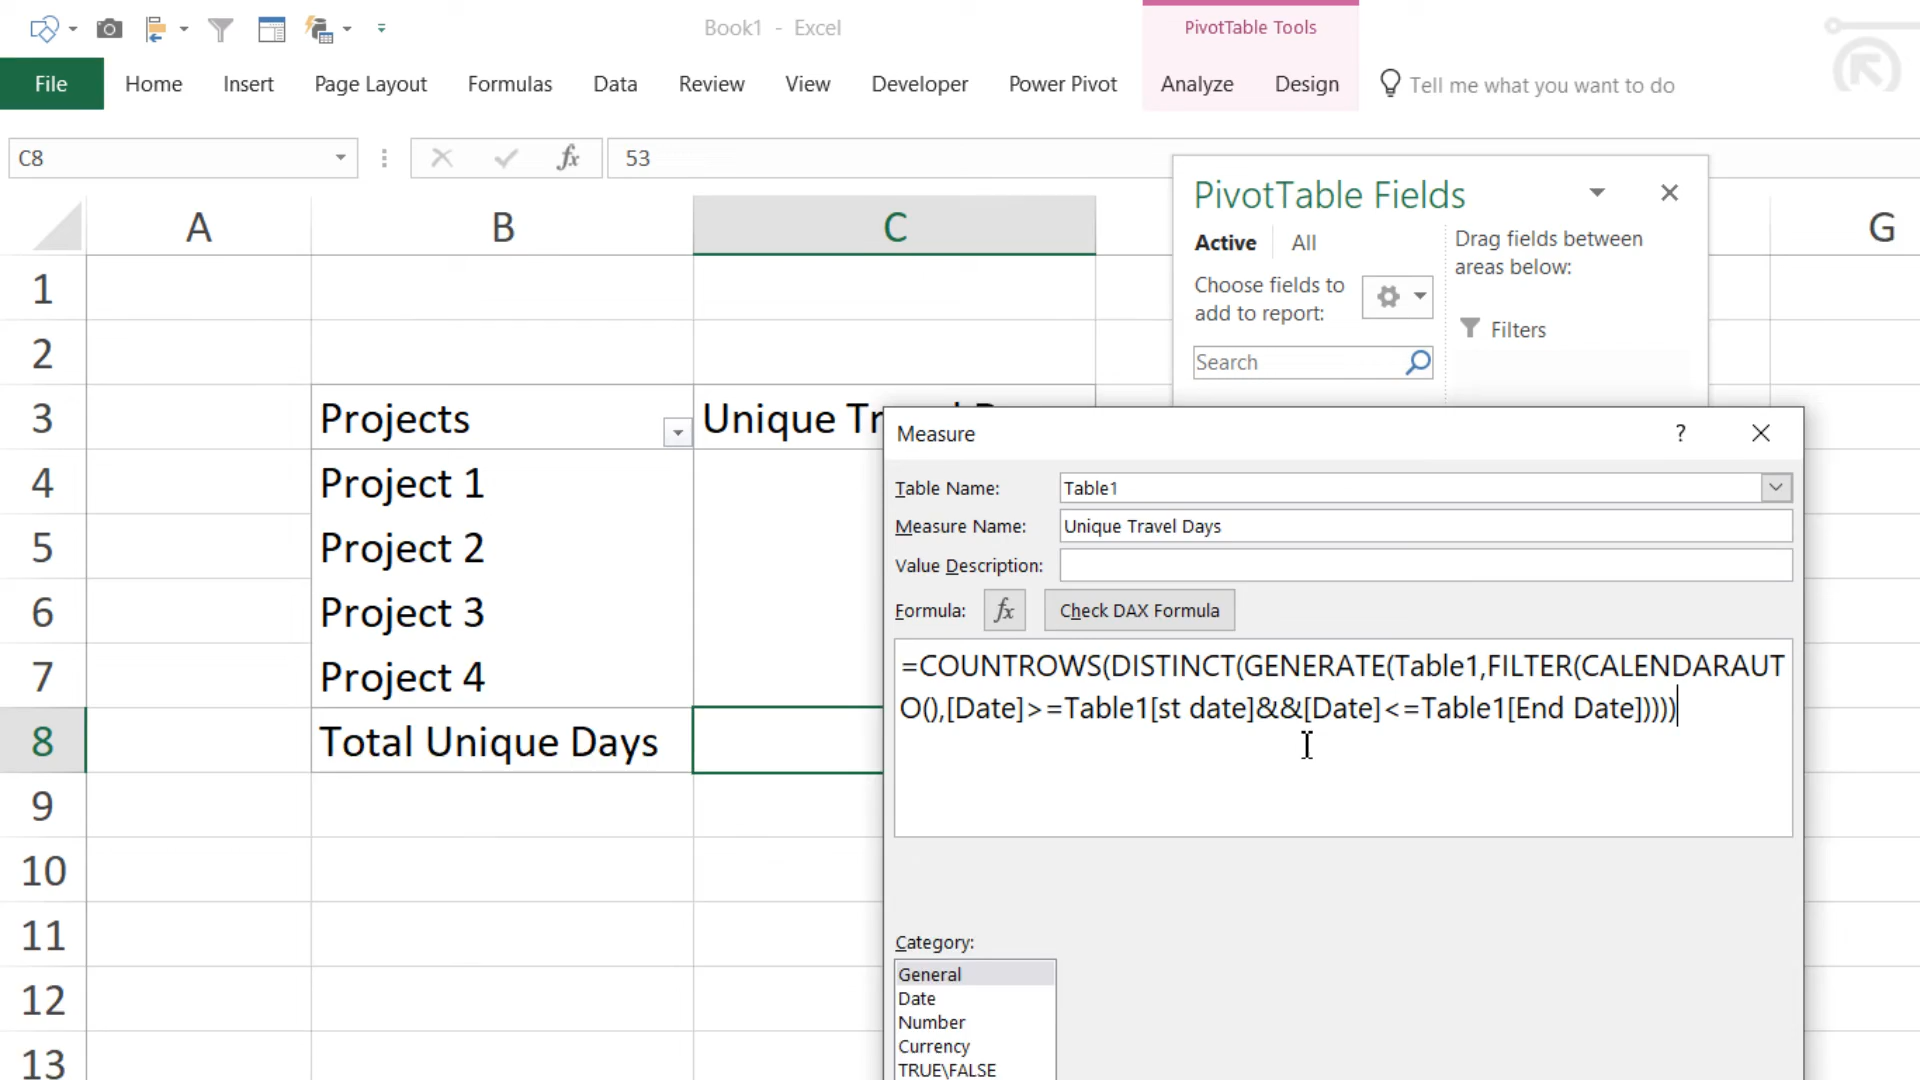 Book1 - Excel
PivotTable Tools
File Home Insert Page Layout Formulas Data Review View Developer Power Pivot Analyze Design Tell me what you want to do
C8 fx 53
PivotTable Fields
Active All
Choose fields to
add to report:
Drag fields between
areas below:
Filters
Search
A B C G
1
2
3 Projects Unique
4 Project 1
5 Project 2
6 Project 3
7 Project 4
8 Total Unique Days
9
10
11
12
13
Measure ?
Table Name: Table1
Measure Name: Unique Travel Days
Value Description:
Formula: fx Check DAX Formula
=COUNTROWS(DISTINCT(GENERATE(Table1,FILTER(CALENDARAUT
O(),[Date]>=Table1[st date]&&[Date]<=Table1[End Date]))))
Category:
General
Date
Number
Currency
TRUE\FALSE